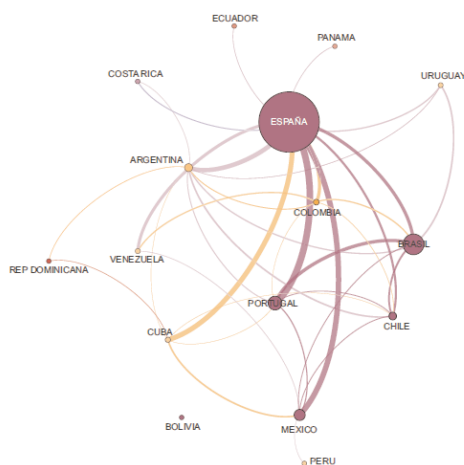 ECUADOR
PANAMA
COSTA RICA
URUGUAY
ESPAÑA
ARGENTINA
COLOMBIA
BRASIL
VENEZUELA
REP DOMINICANA
PORTUGAL
CHILE
CUBA
BOLIVIA
MEXICO
PERU